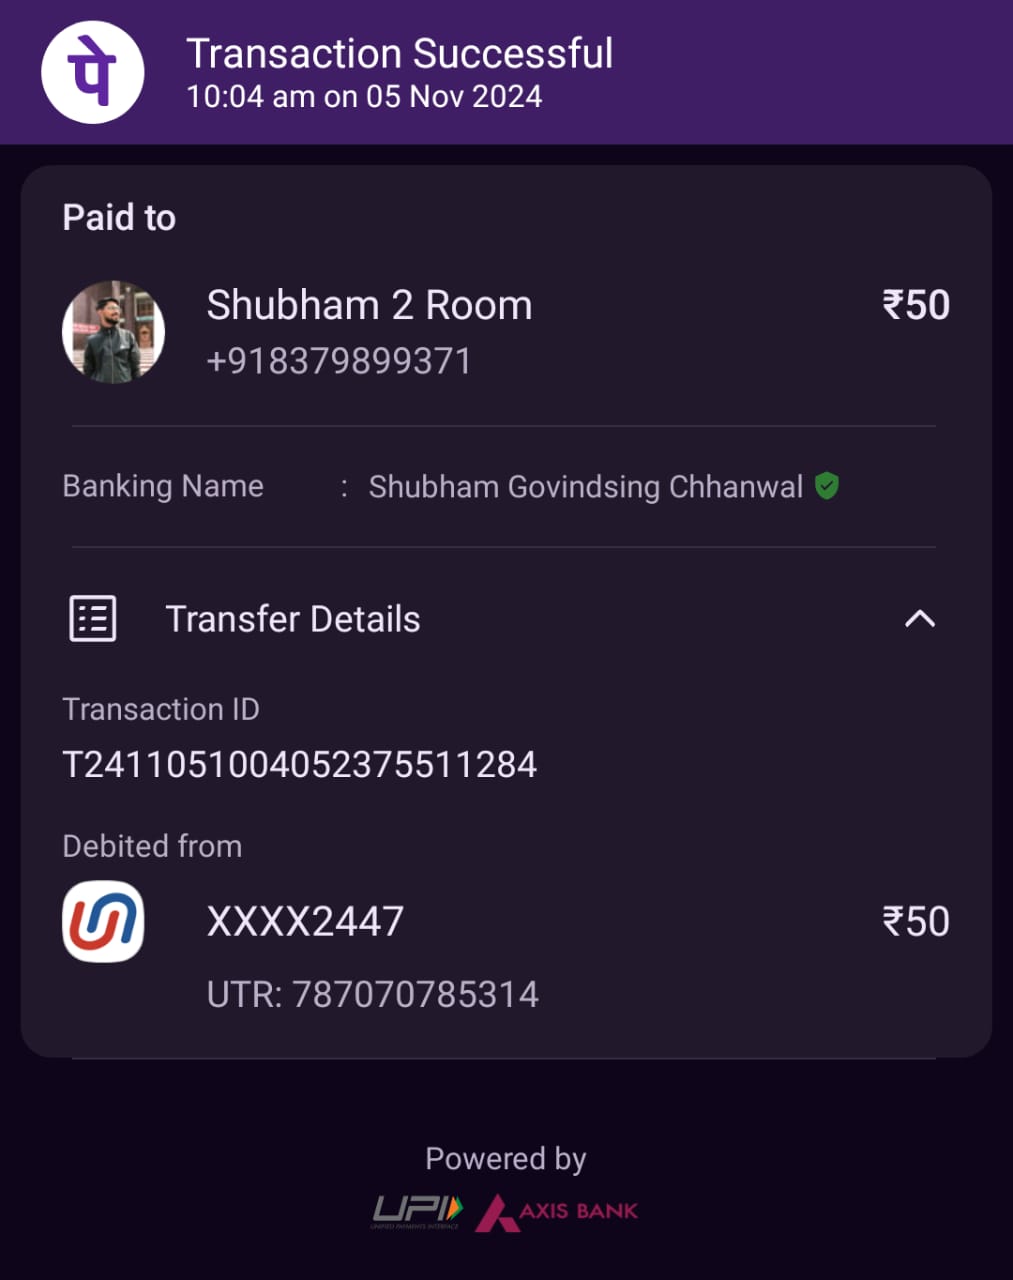 पे
Transaction Successful
10:04 am on 05 Nov 2024
Paid to
Shubham 2 Room ₹50
+918379899371
Banking Name : Shubham Govindsing Chhanwal
Transfer Details
Transaction ID
T2411051004052375511284
Debited from
XXXX2447 ₹50
UTR: 787070785314
Powered by
UPI AXIS BANK
UNIFIED PAYMENTS INTERFACE